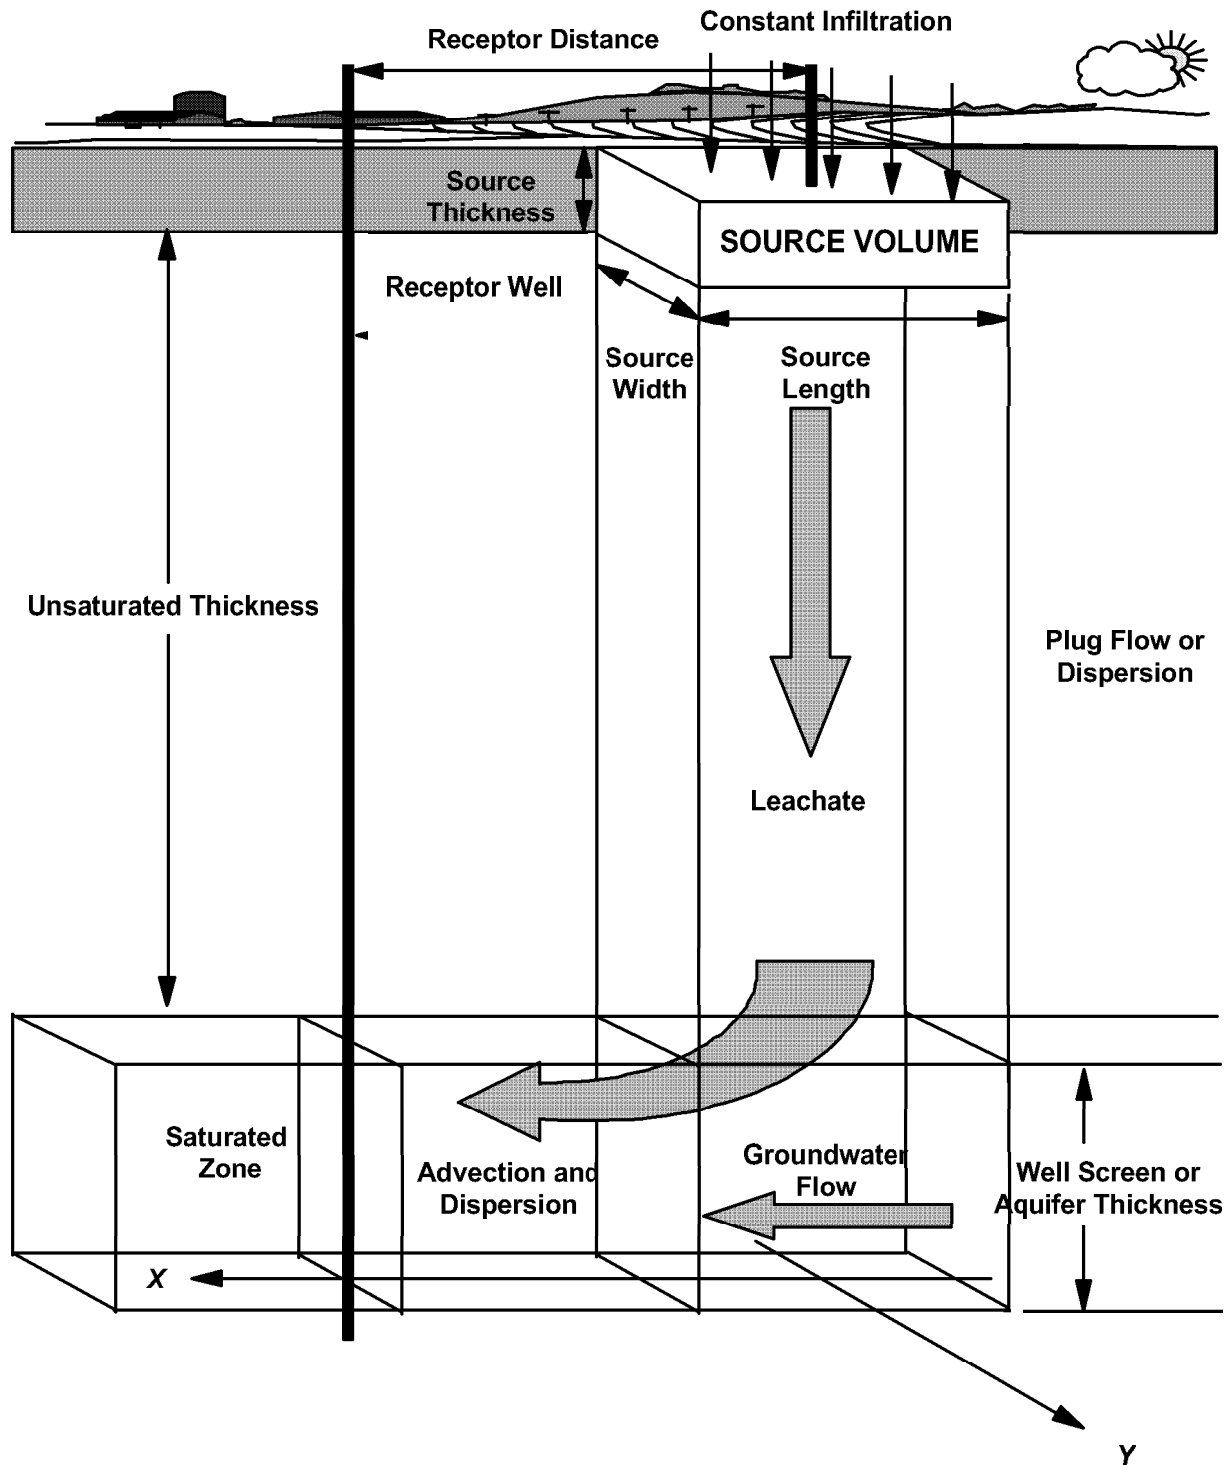 Constant Infiltration
Receptor Distance
Source
Thickness
SOURCE VOLUME
Receptor Well
Source
Width
Source
Length
Unsaturated Thickness
Plug Flow or
Dispersion
Leachate
Saturated
Zone
Advection and
Dispersion
Groundwater
Flow
Well Screen or
Aquifer Thickness
X
Y